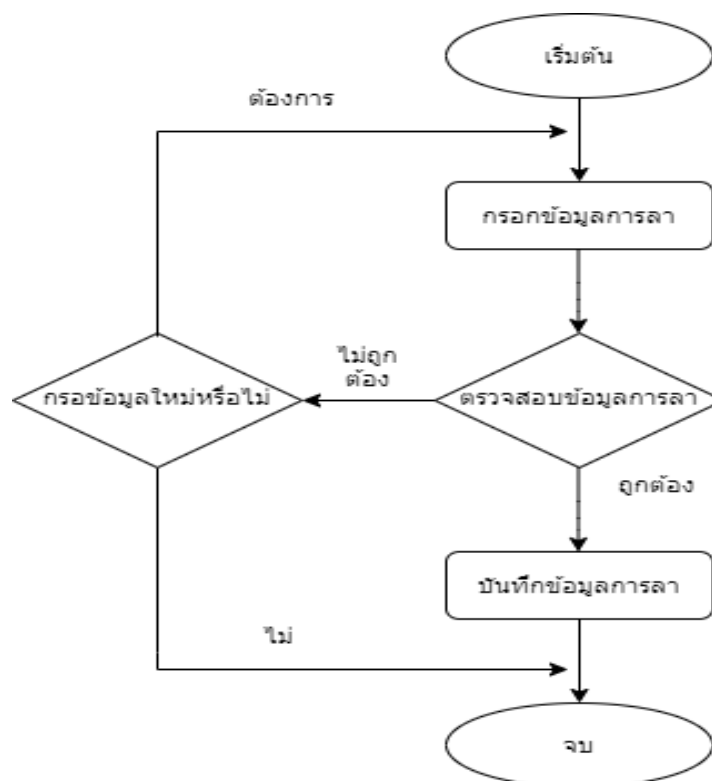 เริ่มต้น
ต้องการ
กรอกข้อมูลการลา
ไม่ถูก
ต้อง
กรอข้อมูลใหม่หรือไม่
ตรวจสอบข้อมูลการลา
ถูกต้อง
บันทึกข้อมูลการลา
ไม่
จบ